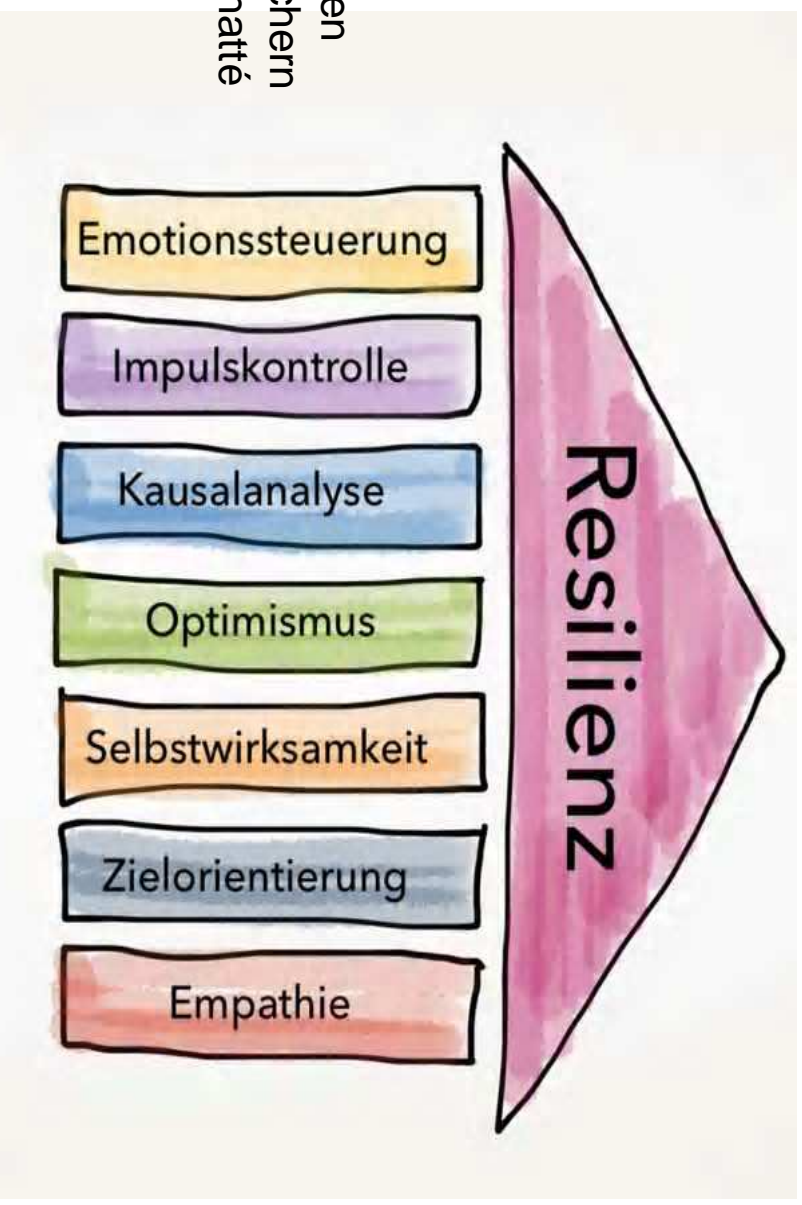 Emotionssteuerung
Impulskontrolle
Kausalanalyse
Optimismus
Selbstwirksamkeit
Zielorientierung
Empathie
Resilienz